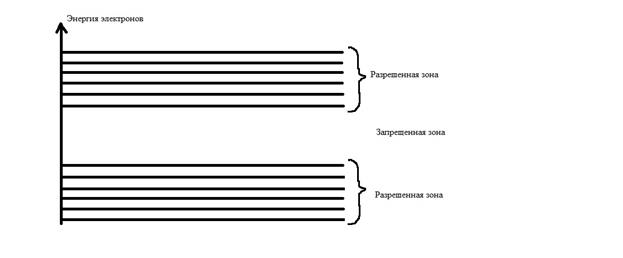 Энергия электронов
Разрешенная зона
Запрещенная зона
Разрешенная зона